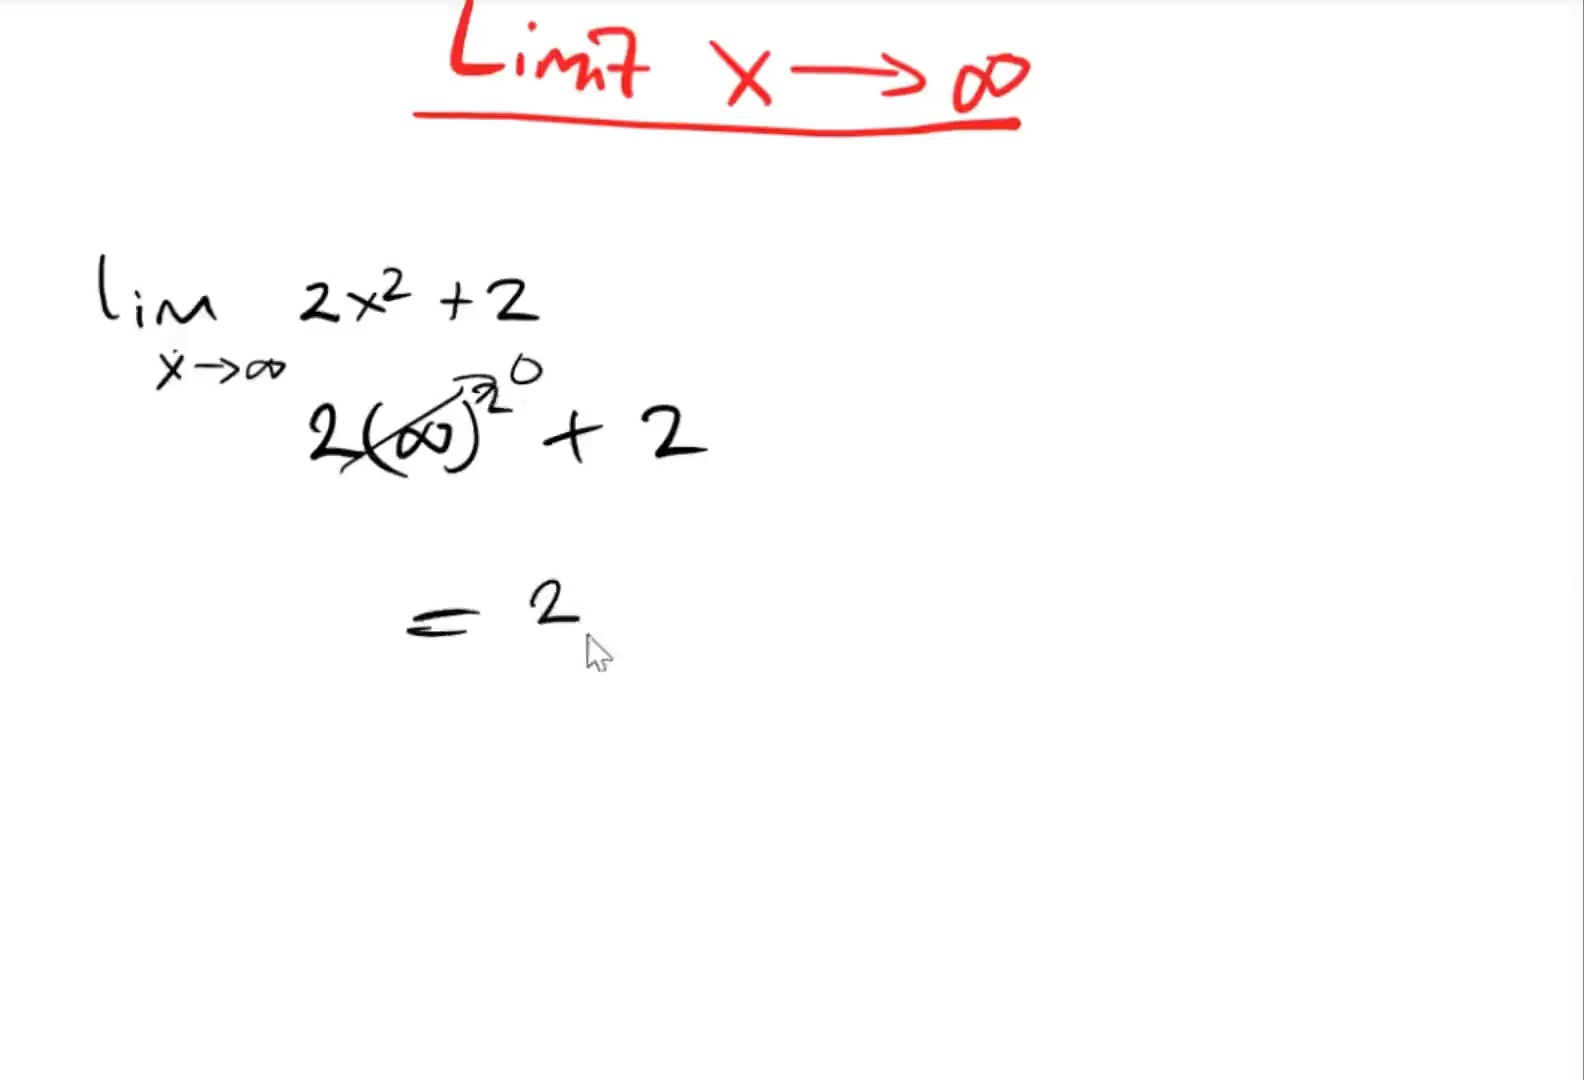 Limit x → ∞
lim 2x² + 2
x → ∞
2(∞)² 0 + 2
= 2